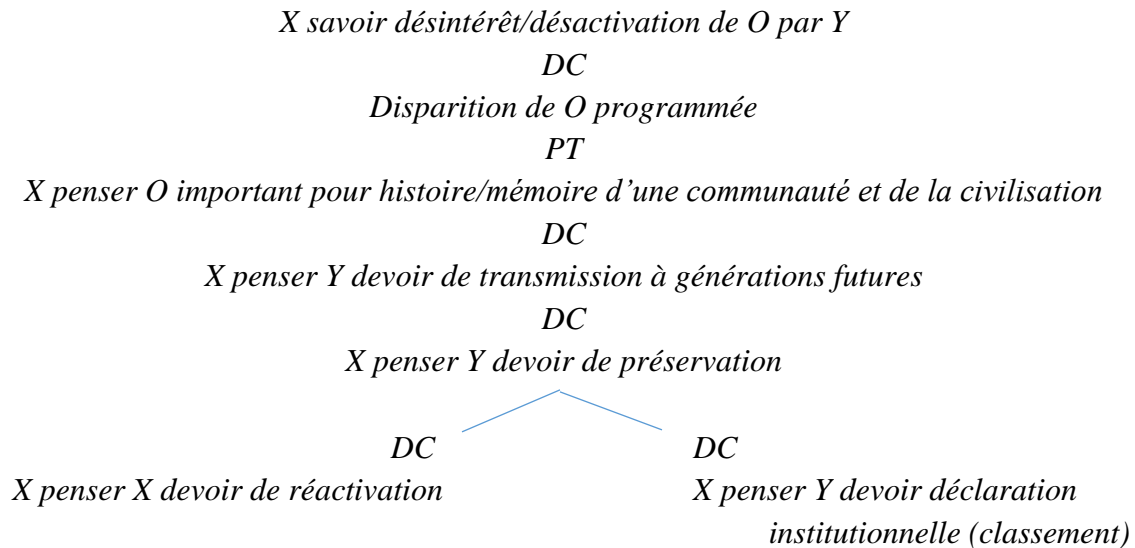 X savoir désintérêt/désactivation de O par Y
DC
Disparition de O programmée
PT
X penser O important pour histoire/mémoire d'une communauté et de la civilisation
DC
X penser Y devoir de transmission à générations futures
DC
X penser Y devoir de préservation
DC DC
X penser X devoir de réactivation X penser Y devoir déclaration
institutionnelle (classement)